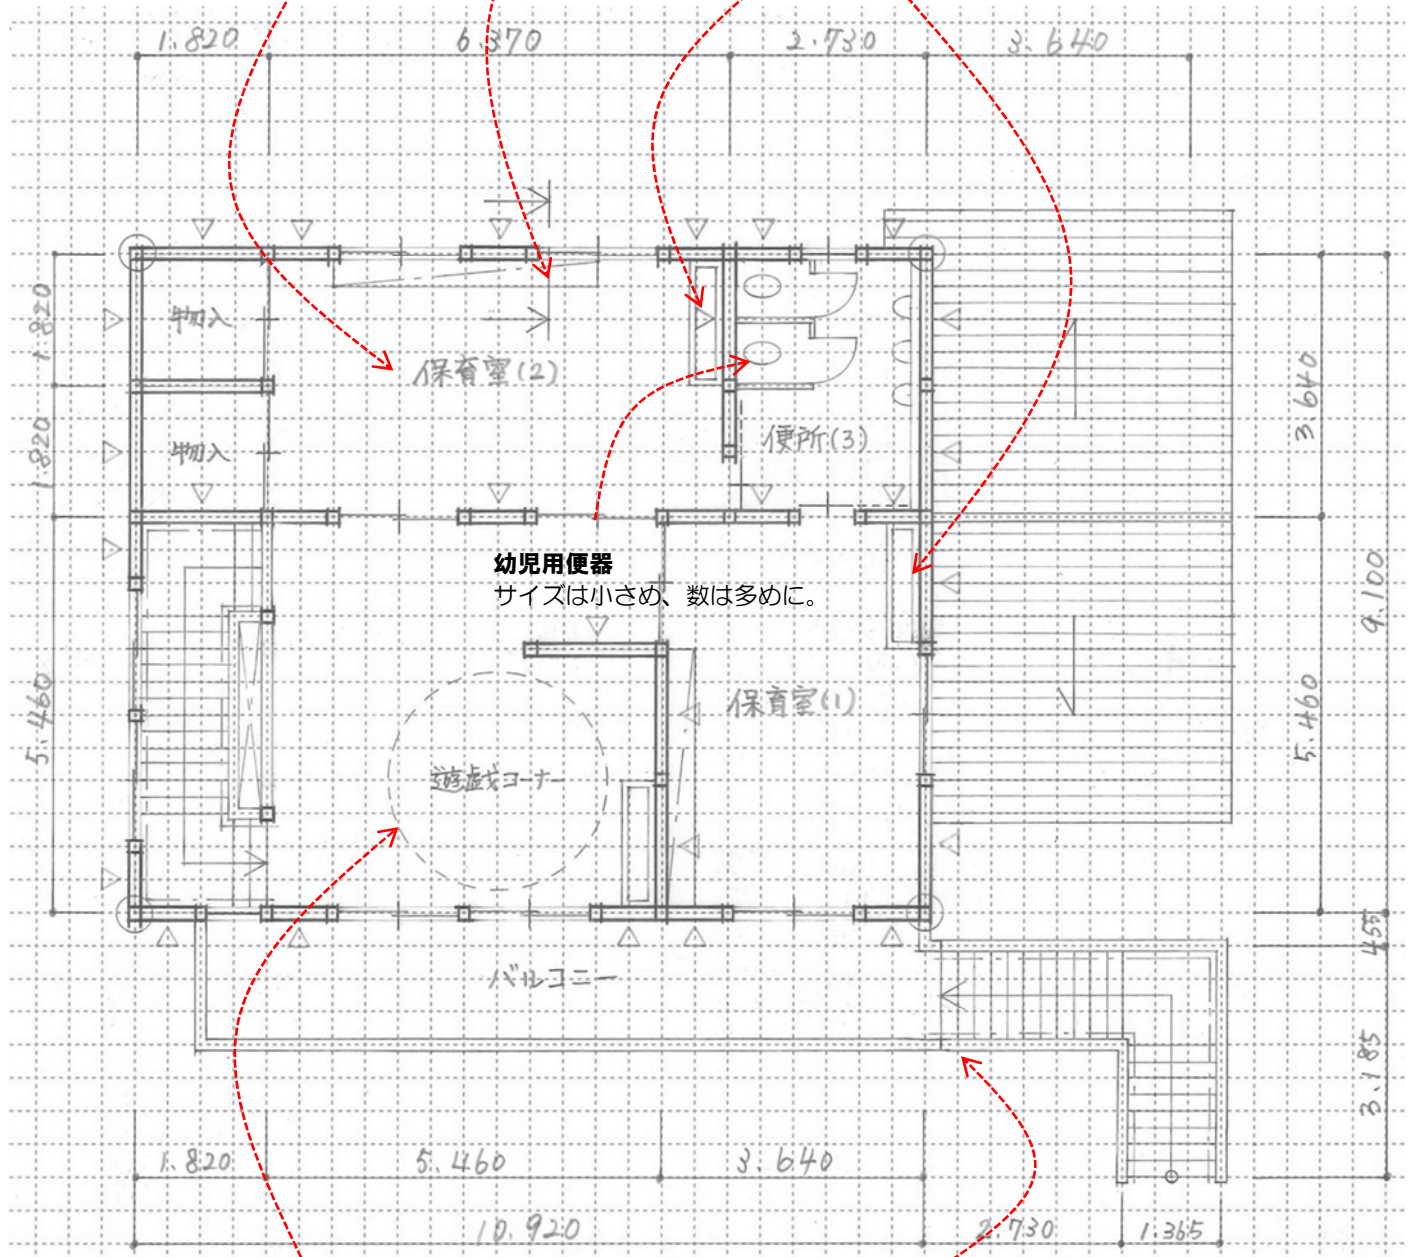 1.820
6.370
2.730
3.640
1.820
物入
保育室(2)
3.640
1.820
物入
便所(3)
幼児用便器
サイズは小さめ、数は多めに。
9.100
5.460
保育室(1)
5.460
遊戯コーナー
455
バルコニー
3.185
1.820
5.460
3.640
10.920
2.730
1.365